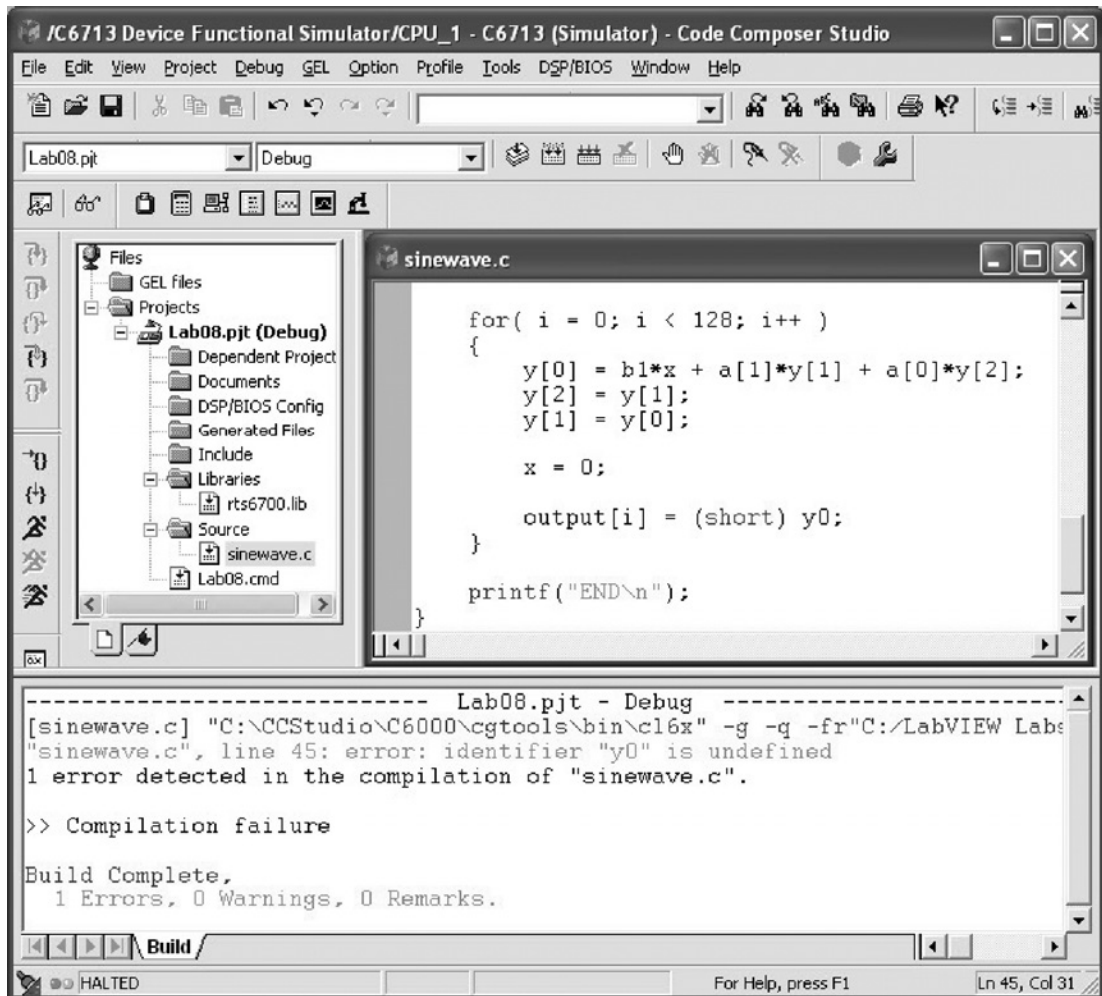 /C6713 Device Functional Simulator/CPU_1 - C6713 (Simulator) - Code Composer Studio
File Edit View Project Debug GEL Option Profile Tools DSP/BIOS Window Help
Lab08.pjt Debug
Files
GEL files
Projects
Lab08.pjt (Debug)
Dependent Project
Documents
DSP/BIOS Config
Generated Files
Include
Libraries
rts6700.lib
Source
sinewave.c
Lab08.cmd
sinewave.c
for( i = 0; i < 128; i++ )
{
y[0] = b1*x + a[1]*y[1] + a[0]*y[2];
y[2] = y[1];
y[1] = y[0];
x = 0;
output[i] = (short) y0;
}
printf("END\n");
}
---------------------------- Lab08.pjt - Debug ----------------------------
[sinewave.c] "C:\CCStudio\C6000\cgtools\bin\cl6x" -g -q -fr"C:/LabVIEW Labs
"sinewave.c", line 45: error: identifier "y0" is undefined
1 error detected in the compilation of "sinewave.c".
>> Compilation failure
Build Complete,
1 Errors, 0 Warnings, 0 Remarks.
Build
HALTED For Help, press F1 Ln 45, Col 31